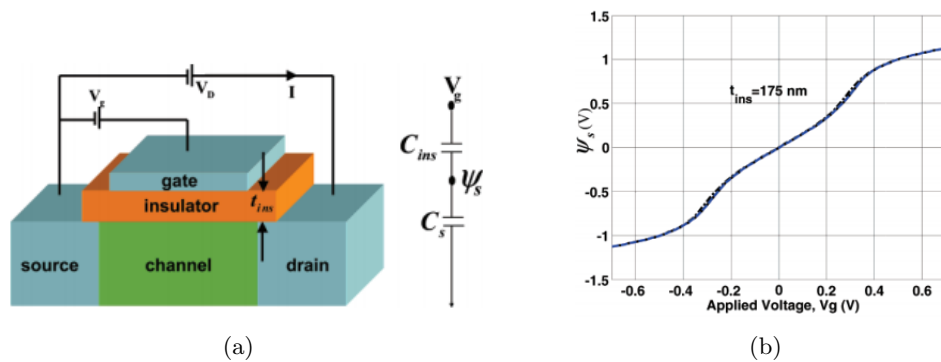 V_D
I
V_g
gate
insulator
t_ins
source
channel
drain
V_g
C_ins
ψ_s
C_s
(a)
1.5
1
0.5
0
-0.5
-1
-1.5
ψ_s(V)
t_ins=175 nm
-0.6 -0.4 -0.2 0 0.2 0.4 0.6
Applied Voltage, Vg (V)
(b)